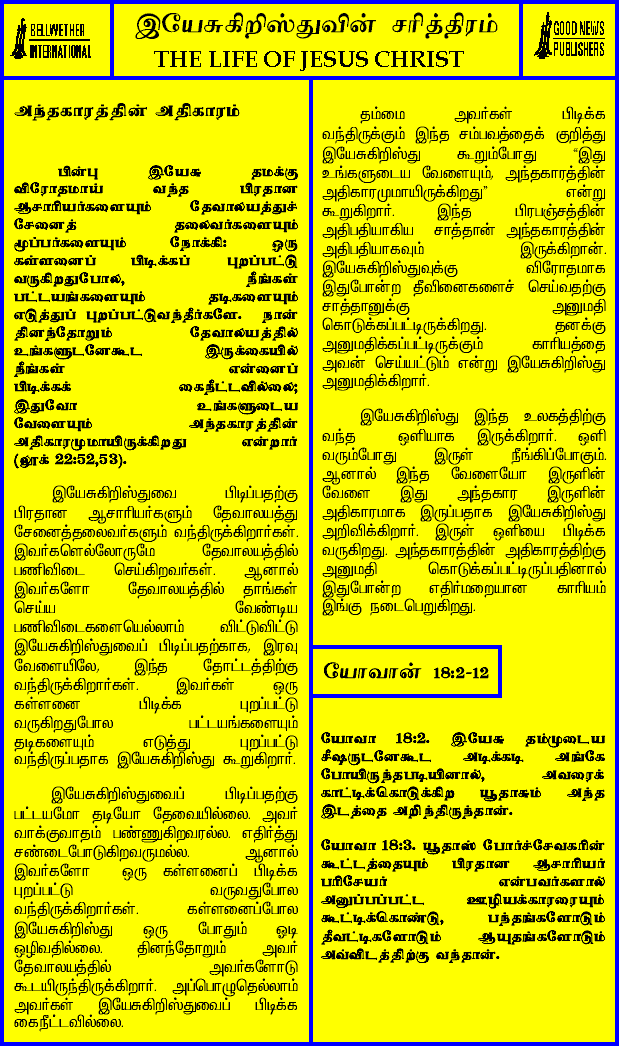 BELLWETHER
INTERNATIONAL
இயேசுகிறிஸ்துவின் சரித்திரம்
THE LIFE OF JESUS CHRIST
GOOD NEWS
PUBLISHERS
அந்தகாரத்தின் அதிகாரம்
பின்பு இயேசு தமக்கு
விரோதமாய் வந்த பிரதான
ஆசாரியர்களையும் தேவாலயத்துச்
சேனைத் தலைவர்களையும்
மூப்பர்களையும் நோக்கி: ஒரு
கள்ளனைப் பிடிக்கப் புறப்பட்டு
வருகிறதுபோல, நீங்கள்
பட்டயங்களையும் தடிகளையும்
எடுத்துப் புறப்பட்டுவந்தீர்களே. நான்
தினந்தோறும் தேவாலயத்தில்
உங்களுடனேகூட இருக்கையில்
நீங்கள் என்னைப்
பிடிக்கக் கைநீட்டவில்லை;
இதுவோ உங்களுடைய
வேளையும் அந்தகாரத்தின்
அதிகாரமுமாயிருக்கிறது என்றார்
(லூக் 22:52,53).
இயேசுகிறிஸ்துவை பிடிப்பதற்கு
பிரதான ஆசாரியர்களும் தேவாலயத்து
சேனைத்தலைவர்களும் வந்திருக்கிறார்கள்.
இவர்களெல்லோருமே தேவாலயத்தில்
பணிவிடை செய்கிறவர்கள். ஆனால்
இவர்களோ தேவாலயத்தில் தாங்கள்
செய்ய வேண்டிய
பணிவிடைகளையெல்லாம் விட்டுவிட்டு
இயேசுகிறிஸ்துவைப் பிடிப்பதற்காக, இரவு
வேளையிலே, இந்த தோட்டத்திற்கு
வந்திருக்கிறார்கள். இவர்கள் ஒரு
கள்ளனை பிடிக்க புறப்பட்டு
வருகிறதுபோல பட்டயங்களையும்
தடிகளையும் எடுத்து புறப்பட்டு
வந்திருப்பதாக இயேசுகிறிஸ்து கூறுகிறார்.
இயேசுகிறிஸ்துவைப் பிடிப்பதற்கு
பட்டயமோ தடியோ தேவையில்லை. அவர்
வாக்குவாதம் பண்ணுகிறவரல்ல. எதிர்த்து
சண்டைபோடுகிறவருமல்ல. ஆனால்
இவர்களோ ஒரு கள்ளனைப் பிடிக்க
புறப்பட்டு வருவதுபோல
வந்திருக்கிறார்கள். கள்ளனைப்போல
இயேசுகிறிஸ்து ஒரு போதும் ஓடி
ஒழிவதில்லை. தினந்தோறும் அவர்
தேவாலயத்தில் அவர்களோடு
கூடயிருந்திருக்கிறார். அப்பொழுதெல்லாம்
அவர்கள் இயேசுகிறிஸ்துவைப் பிடிக்க
கைநீட்டவில்லை.
தம்மை அவர்கள் பிடிக்க
வந்திருக்கும் இந்த சம்பவத்தைக் குறித்து
இயேசுகிறிஸ்து கூறும்போது “இது
உங்களுடைய வேளையும், அந்தகாரத்தின்
அதிகாரமுமாயிருக்கிறது” என்று
கூறுகிறார். இந்த பிரபஞ்சத்தின்
அதிபதியாகிய சாத்தான் அந்தகாரத்தின்
அதிபதியாகவும் இருக்கிறான்.
இயேசுகிறிஸ்துவுக்கு விரோதமாக
இதுபோன்ற தீவினைகளைச் செய்வதற்கு
சாத்தானுக்கு அனுமதி
கொடுக்கப்பட்டிருக்கிறது. தனக்கு
அனுமதிக்கப்பட்டிருக்கும் காரியத்தை
அவன் செய்யட்டும் என்று இயேசுகிறிஸ்து
அனுமதிக்கிறார்.
இயேசுகிறிஸ்து இந்த உலகத்திற்கு
வந்த ஒளியாக இருக்கிறார். ஒளி
வரும்போது இருள் நீங்கிப்போகும்.
ஆனால் இந்த வேளையோ இருளின்
வேளை இது அந்தகார இருளின்
அதிகாரமாக இருப்பதாக இயேசுகிறிஸ்து
அறிவிக்கிறார். இருள் ஒளியை பிடிக்க
வருகிறது. அந்தகாரத்தின் அதிகாரத்திற்கு
அனுமதி கொடுக்கப்பட்டிருப்பதினால்
இதுபோன்ற எதிர்மறையான காரியம்
இங்கு நடைபெறுகிறது.
யோவான் 18:2-12
யோவா 18:2. இயேசு தம்முடைய
சீஷருடனேகூட அடிக்கடி அங்கே
போயிருந்தபடியினால், அவரைக்
காட்டிக்கொடுக்கிற யூதாசும் அந்த
இடத்தை அறிந்திருந்தான்.
யோவா 18:3. யூதாஸ் போர்ச்சேவகரின்
கூட்டத்தையும் பிரதான ஆசாரியர்
பரிசேயர் என்பவர்களால்
அனுப்பப்பட்ட ஊழியக்காரரையும்
கூட்டிக்கொண்டு, பந்தங்களோடும்
தீவட்டிகளோடும் ஆயுதங்களோடும்
அவ்விடத்திற்கு வந்தான்.